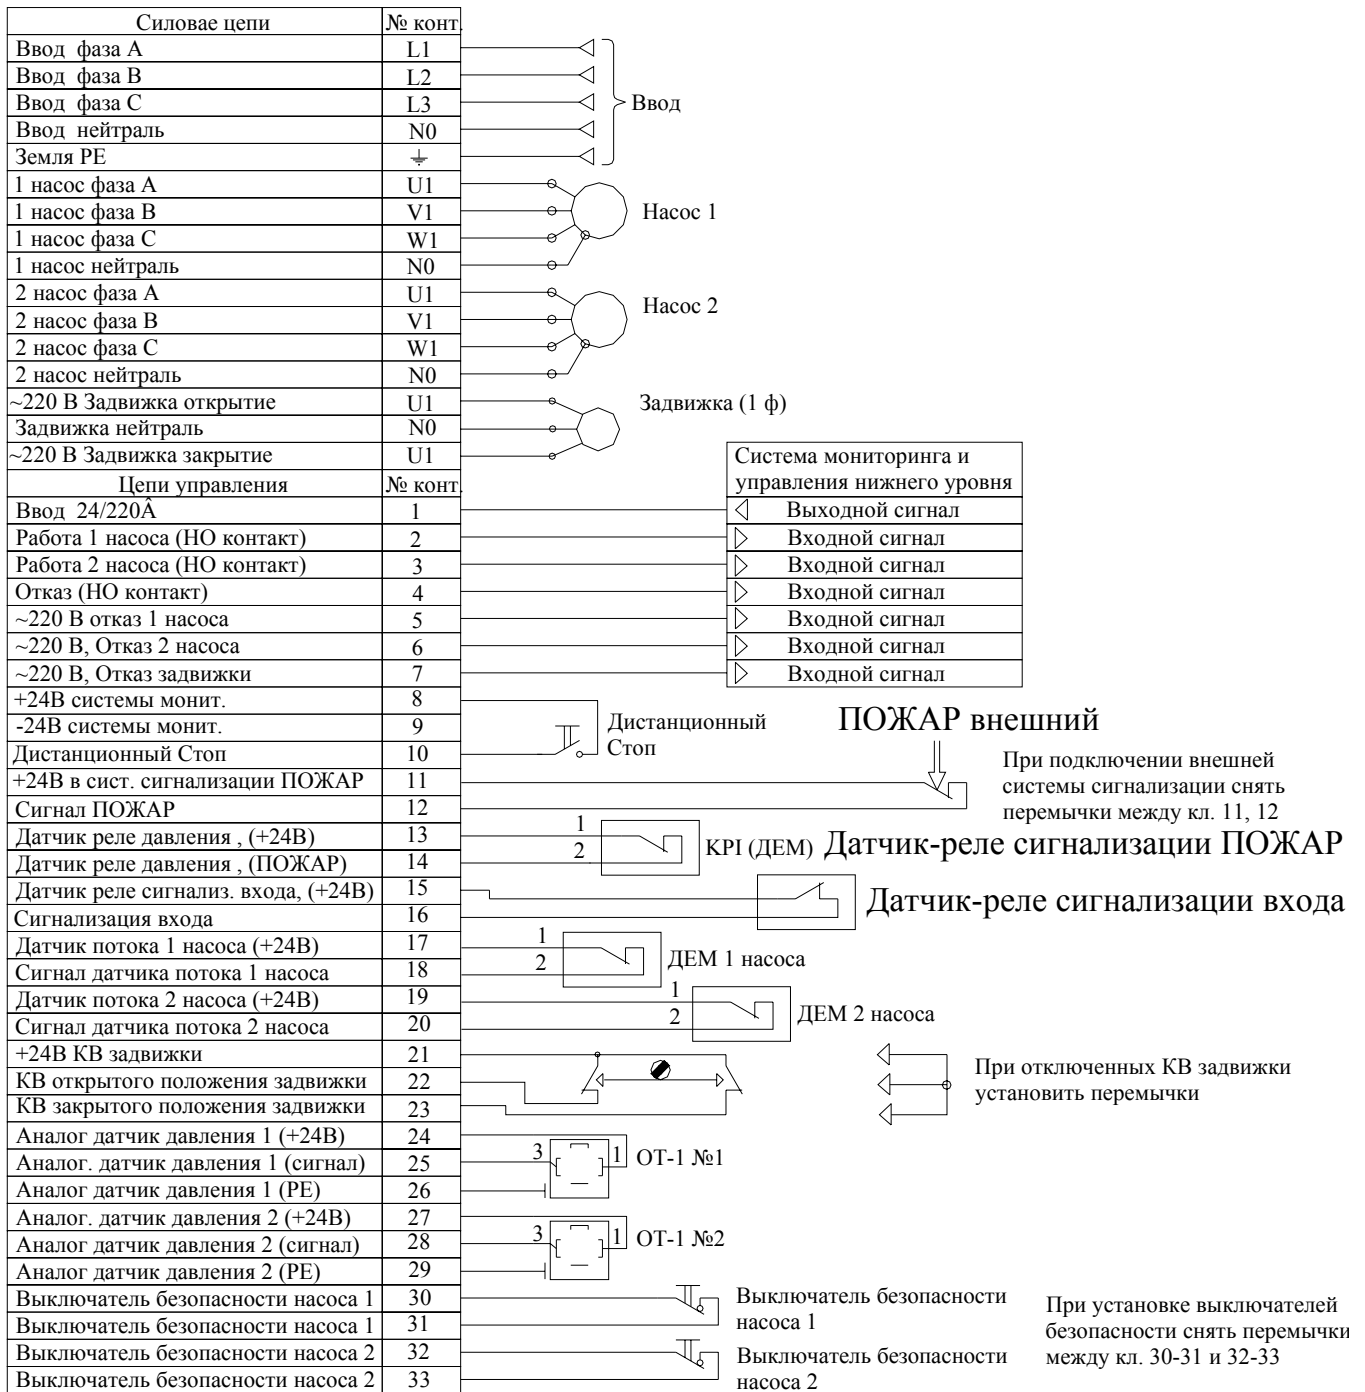 Силовае цепи № конт.
Ввод фаза А L1
Ввод фаза В L2
Ввод фаза С L3
Ввод
Ввод нейтраль N0
Земля РЕ
1 насос фаза А U1
1 насос фаза В V1
Насос 1
1 насос фаза С W1
1 насос нейтраль N0
2 насос фаза А U1
Насос 2
2 насос фаза В V1
2 насос фаза С W1
2 насос нейтраль N0
~220 В Задвижка открытие U1
Задвижка (1 ф)
Задвижка нейтраль N0
~220 В Задвижка закрытие U1
Система мониторинга и
управления нижнего уровня
Цепи управления № конт.
Ввод 24/220Â 1 Выходной сигнал
Работа 1 насоса (НО контакт) 2 Входной сигнал
Работа 2 насоса (НО контакт) 3 Входной сигнал
Отказ (НО контакт) 4 Входной сигнал
~220 В отказ 1 насоса 5 Входной сигнал
~220 В, Отказ 2 насоса 6 Входной сигнал
~220 В, Отказ задвижки 7 Входной сигнал
+24В системы монит. 8
-24В системы монит. 9
Дистанционный Стоп 10
Дистанционный
Стоп
ПОЖАР внешний
+24В в сист. сигнализации ПОЖАР 11
Сигнал ПОЖАР 12
При подключении внешней
системы сигнализации снять
перемычки между кл. 11, 12
Датчик реле давления , (+24В) 13 1
Датчик реле давления , (ПОЖАР) 14 2
KPI (ДЕМ) Датчик-реле сигнализации ПОЖАР
Датчик реле сигнализ. входа, (+24В) 15
Сигнализация входа 16
Датчик-реле сигнализации входа
Датчик потока 1 насоса (+24В) 17 1
Сигнал датчика потока 1 насоса 18 2
ДЕМ 1 насоса
Датчик потока 2 насоса (+24В) 19 1
Сигнал датчика потока 2 насоса 20 2
ДЕМ 2 насоса
+24В КВ задвижки 21
КВ открытого положения задвижки 22
КВ закрытого положения задвижки 23
При отключенных КВ задвижки
установить перемычки
Аналог датчик давления 1 (+24В) 24
Аналог. датчик давления 1 (сигнал) 25 3 1 ОТ-1 №1
Аналог датчик давления 1 (РЕ) 26
Аналог. датчик давления 2 (+24В) 27
Аналог датчик давления 2 (сигнал) 28 3 1 ОТ-1 №2
Аналог датчик давления 2 (РЕ) 29
Выключатель безопасности насоса 1 30
Выключатель безопасности насоса 1 31
Выключатель безопасности
насоса 1
Выключатель безопасности насоса 2 32
Выключатель безопасности насоса 2 33
Выключатель безопасности
насоса 2
При установке выключателей
безопасности снять перемычки
между кл. 30-31 и 32-33